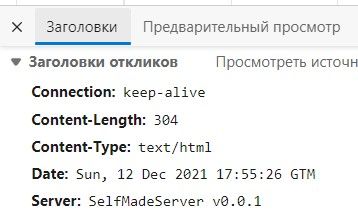 Заголовки Предварительный просмотр
Заголовки откликов Просмотреть источн
Connection: keep-alive
Content-Length: 304
Content-Type: text/html
Date: Sun, 12 Dec 2021 17:55:26 GTM
Server: SelfMadeServer v0.0.1